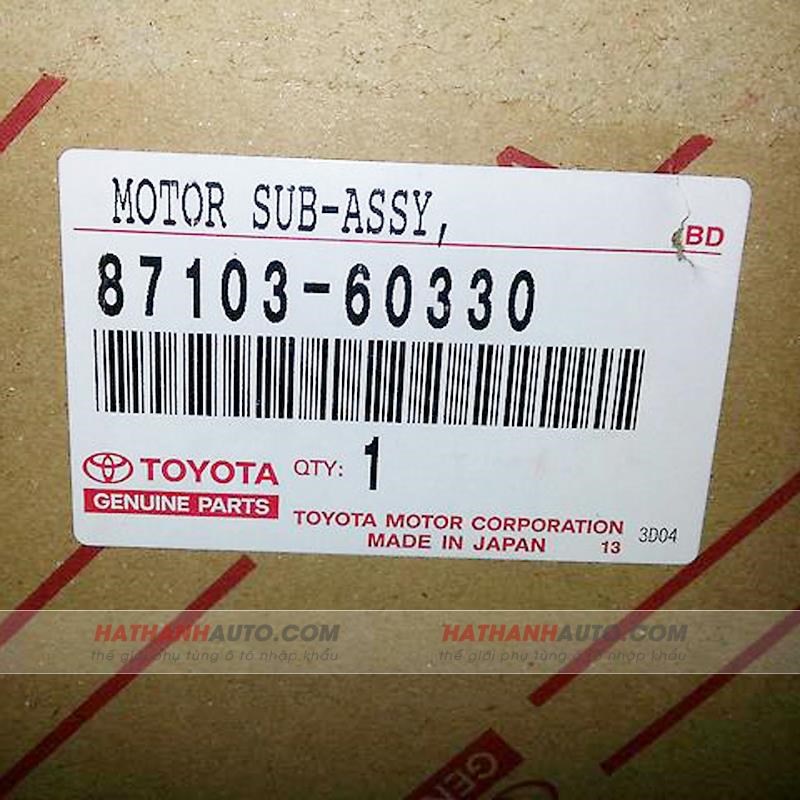 MOTOR SUB-ASSY,
BD
87103-60330
TOYOTA QTY: 1
GENUINE PARTS
TOYOTA MOTOR CORPORATION
MADE IN JAPAN 13 3D04
HATHANHAUTO.COM HATHANHAUTO.COM
thế giới phụ tùng ô tô nhập khẩu thế giới phụ tùng ô tô nhập khẩu
GEN